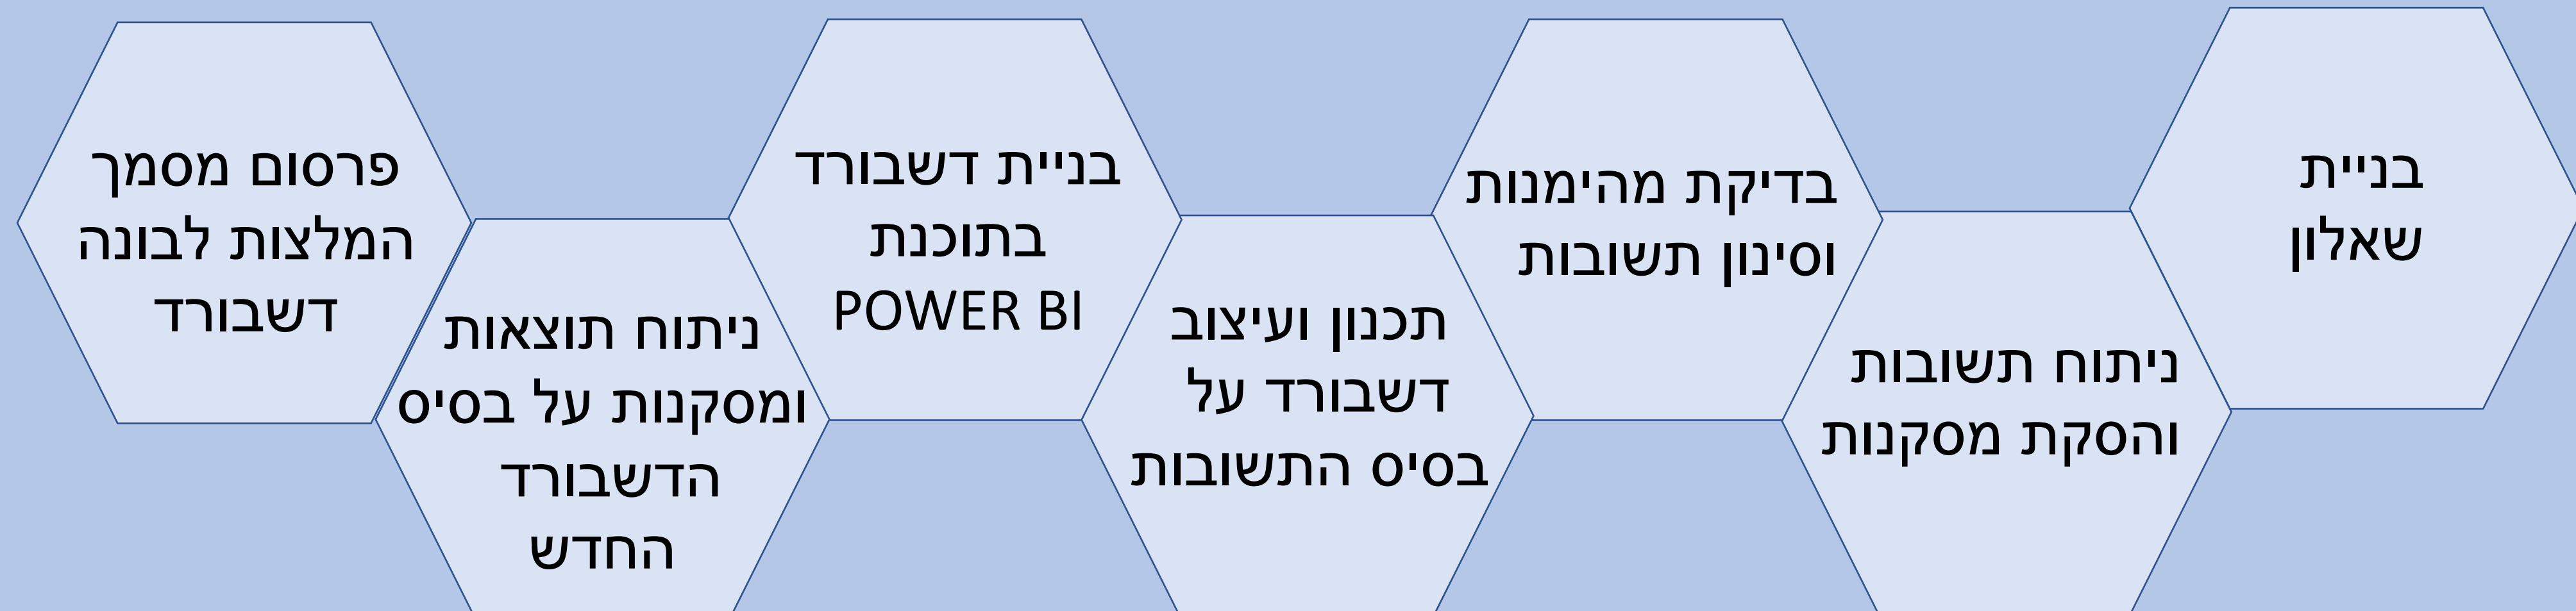 בניית
שאלון
ניתוח תשובות
והסקת מסקנות
בדיקת מהימנות
וסינון תשובות
תכנון ועיצוב
דשבורד על
בסיס התשובות
בניית דשבורד
בתוכנת
POWER BI
ניתוח תוצאות
ומסקנות על בסיס
הדשבורד
החדש
פרסום מסמך
המלצות לבונה
דשבורד